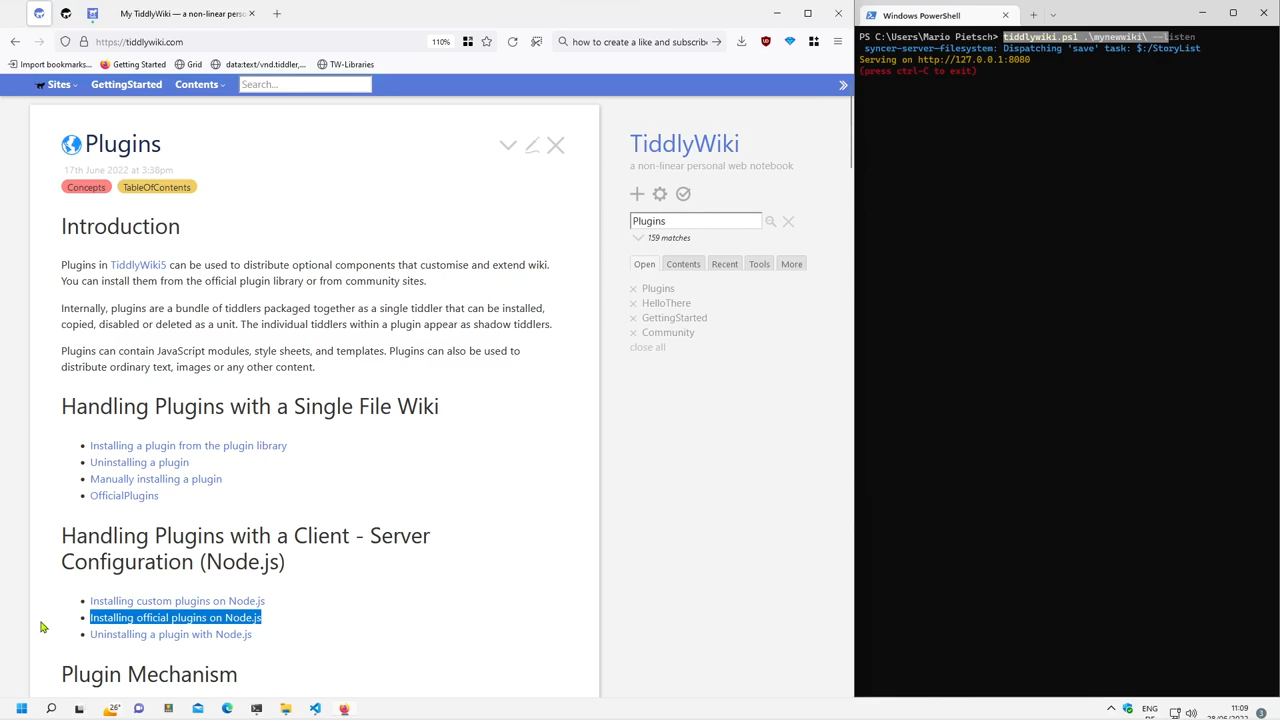 My TiddlyWiki — a non-linear perso
Windows PowerShell
https://tiddlywiki.com
110%
how to create a like and subscribe
Import bookmarks...
Getting Started
Grid
data:text/vnd.tiddler,...
TW-Libraries
Sites
GettingStarted
Contents
Search...
Plugins
17th June 2022 at 3:38pm
Concepts
TableOfContents
Introduction
Plugins in TiddlyWiki5 can be used to distribute optional components that customise and extend wiki.
You can install them from the official plugin library or from community sites.
Internally, plugins are a bundle of tiddlers packaged together as a single tiddler that can be installed,
copied, disabled or deleted as a unit. The individual tiddlers within a plugin appear as shadow tiddlers.
Plugins can contain JavaScript modules, style sheets, and templates. Plugins can also be used to
distribute ordinary text, images or any other content.
Handling Plugins with a Single File Wiki
Installing a plugin from the plugin library
Uninstalling a plugin
Manually installing a plugin
OfficialPlugins
Handling Plugins with a Client - Server
Configuration (Node.js)
Installing custom plugins on Node.js
Installing official plugins on Node.js
Uninstalling a plugin with Node.js
Plugin Mechanism
TiddlyWiki
a non-linear personal web notebook
Plugins
159 matches
Open
Contents
Recent
Tools
More
Plugins
HelloThere
GettingStarted
Community
close all
PS C:\Users\Mario Pietsch> tiddlywiki.ps1 .\mynewwiki\ --listen
syncer-server-filesystem: Dispatching 'save' task: $:/StoryList
Serving on http://127.0.0.1:8080
(press ctrl-C to exit)
26°
ENG
11:09